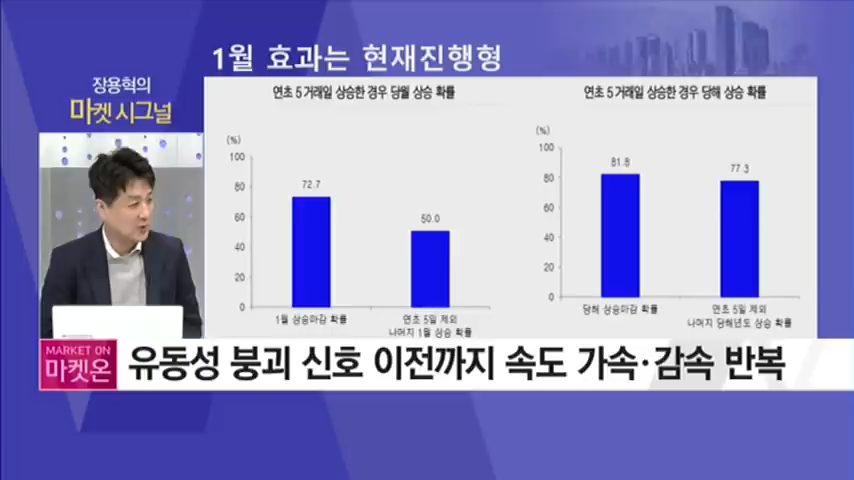 1월 효과는 현재진행형
장용혁의
마켓 시그널
연초 5거래일 상승한 경우 당월 상승 확률
(%)
100
80
60
40
20
0
72.7
50.0
1월 상승마감 확률
연초 5일 제외
나머지 1월 상승 확률
연초 5거래일 상승한 경우 당해 상승 확률
(%)
100
80
60
40
20
0
81.8
77.3
당해 상승마감 확률
연초 5일 제외
나머지 당해년도 상승 확률
MARKET ON
마켓온
유동성 붕괴 신호 이전까지 속도 가속·감속 반복